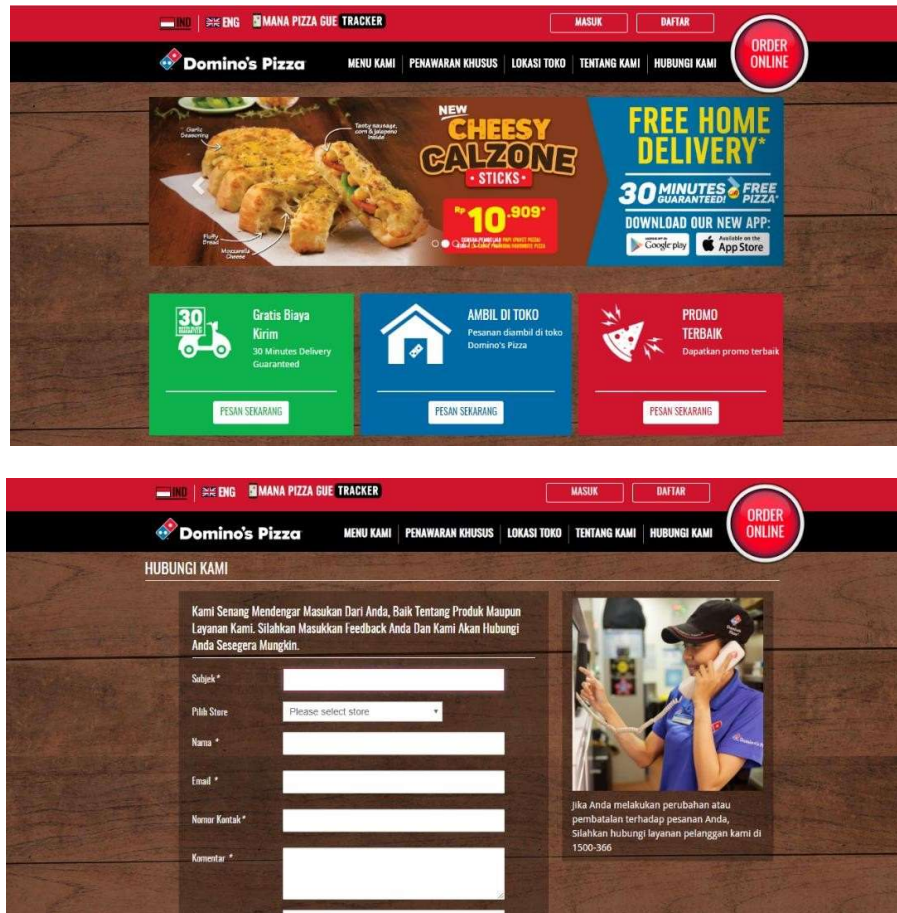 IND ENG MANA PIZZA GUE TRACKER MASUK DAFTAR
ORDER ONLINE
Domino's Pizza MENU KAMI PENAWARAN KHUSUS LOKASI TOKO TENTANG KAMI HUBUNGI KAMI
Garlic Seasoning
Tasty sausage, corn & jalapeno inside
Fluffy Bread
Mozzarella Cheese
NEW
CHEESY
CALZONE
• STICKS •
Rp 10.909*
FREE HOME
DELIVERY*
30 MINUTES GUARANTEED! FREE PIZZA*
DOWNLOAD OUR NEW APP:
Google play
Available on the App Store
30
Gratis Biaya
Kirim
30 Minutes Delivery
Guaranteed
PESAN SEKARANG
AMBIL DI TOKO
Pesanan diambil di toko
Domino's Pizza
PESAN SEKARANG
PROMO
TERBAIK
Dapatkan promo terbaik
PESAN SEKARANG
IND ENG MANA PIZZA GUE TRACKER MASUK DAFTAR
ORDER ONLINE
Domino's Pizza MENU KAMI PENAWARAN KHUSUS LOKASI TOKO TENTANG KAMI HUBUNGI KAMI
HUBUNGI KAMI
Kami Senang Mendengar Masukan Dari Anda, Baik Tentang Produk Maupun
Layanan Kami. Silahkan Masukkan Feedback Anda Dan Kami Akan Hubungi
Anda Sesegera Mungkin.
Subjek *
Pilih Store Please select store
Nama *
Email *
Nomor Kontak *
Komentar *
Jika Anda melakukan perubahan atau
pembatalan terhadap pesanan Anda,
Silahkan hubungi layanan pelanggan kami di
1500-366